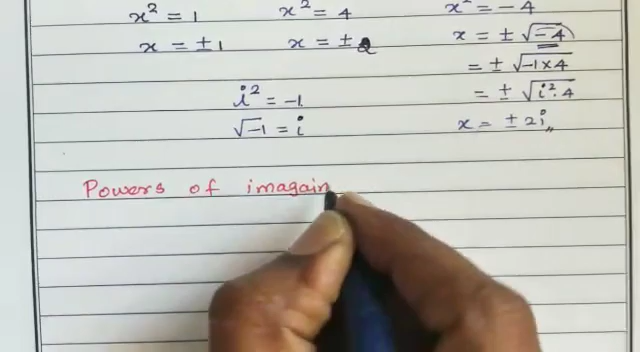 x² = 1 x² = 4 x² = -4
x = ±1 x = ±2 x = ± √-4
= ± √-1×4
i² = -1 = ± √i².4
√-1 = i x = ± 2i,,
Powers of imagain